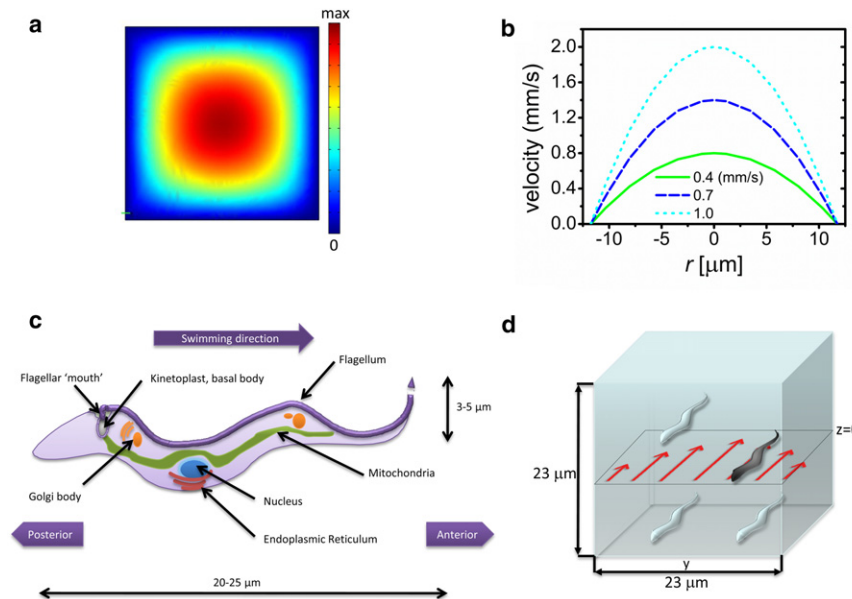 a
max
0
b
velocity (mm/s)
2.0
1.6
1.2
0.8
0.4
0.0
0.4 (mm/s)
0.7
1.0
-10 -5 0 5 10
r [µm]
c
Swimming direction
Flagellar 'mouth'
Kinetoplast, basal body
Flagellum
3-5 µm
Golgi body
Mitochondria
Nucleus
Endoplasmic Reticulum
Posterior
Anterior
20-25 µm
d
z=
23 µm
y
23 µm